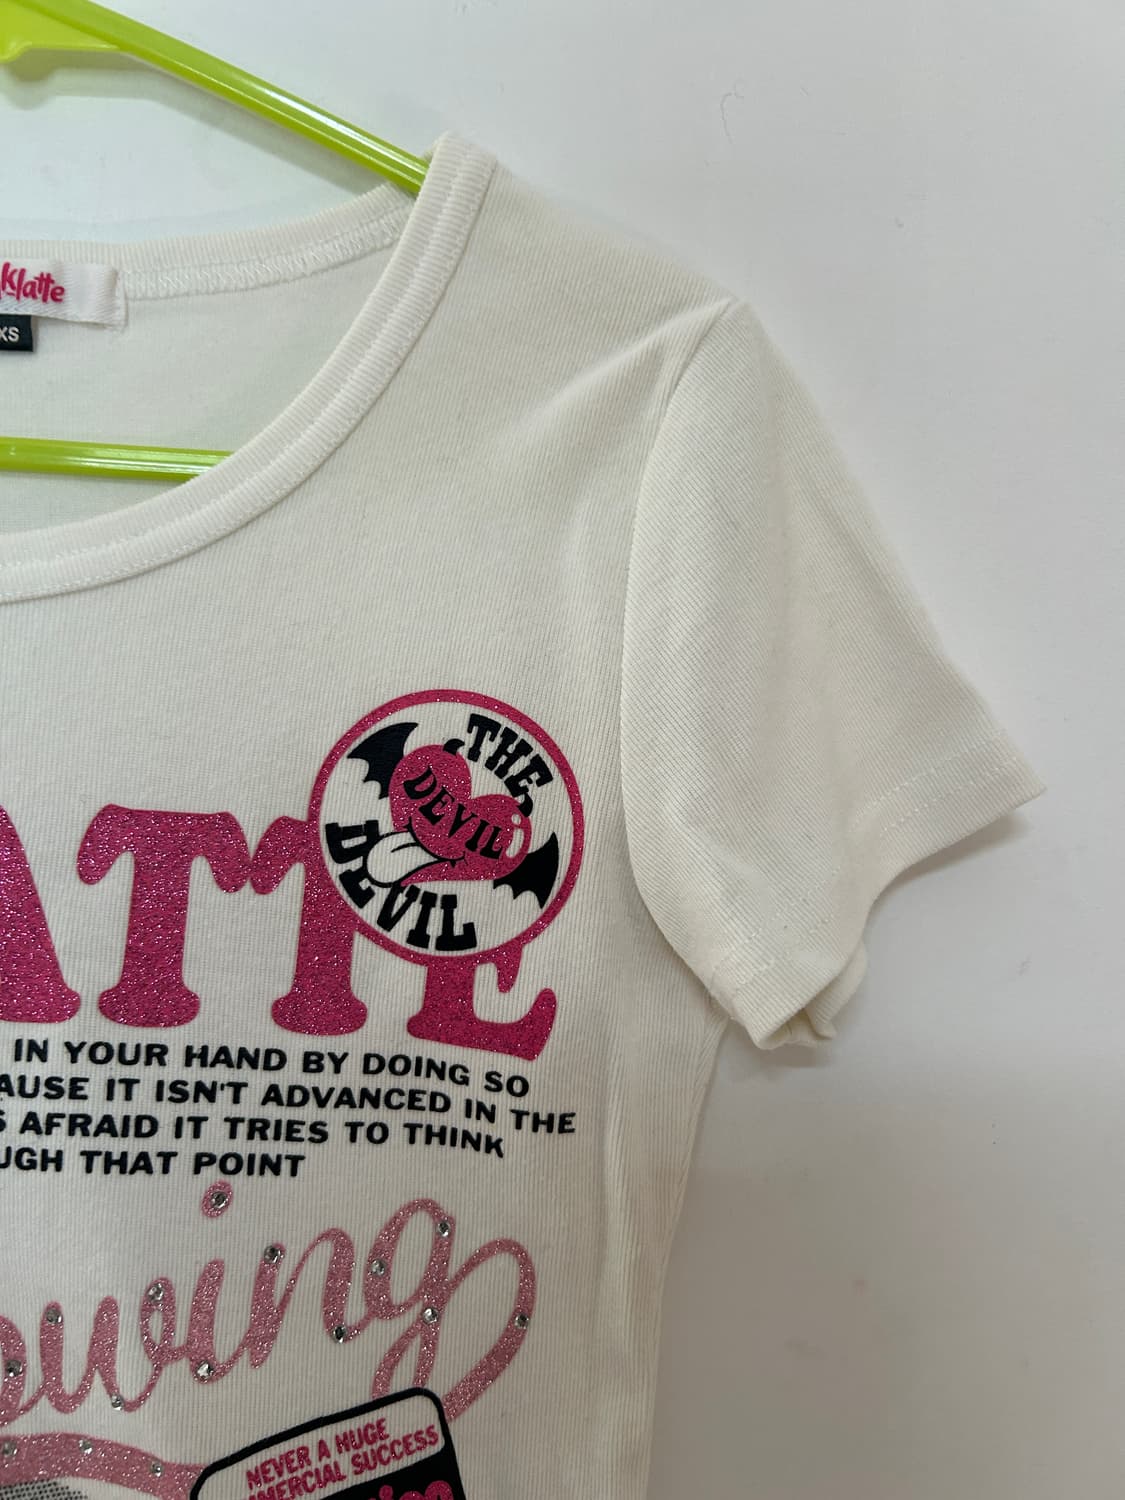 klatte
XS
ATTE
THE
DEVIL
DEVIL
IN YOUR HAND BY DOING SO
AUSE IT ISN'T ADVANCED IN THE
S AFRAID IT TRIES TO THINK
UGH THAT POINT
owing
NEVER A HUGE
MMERCIAL SUCCESS